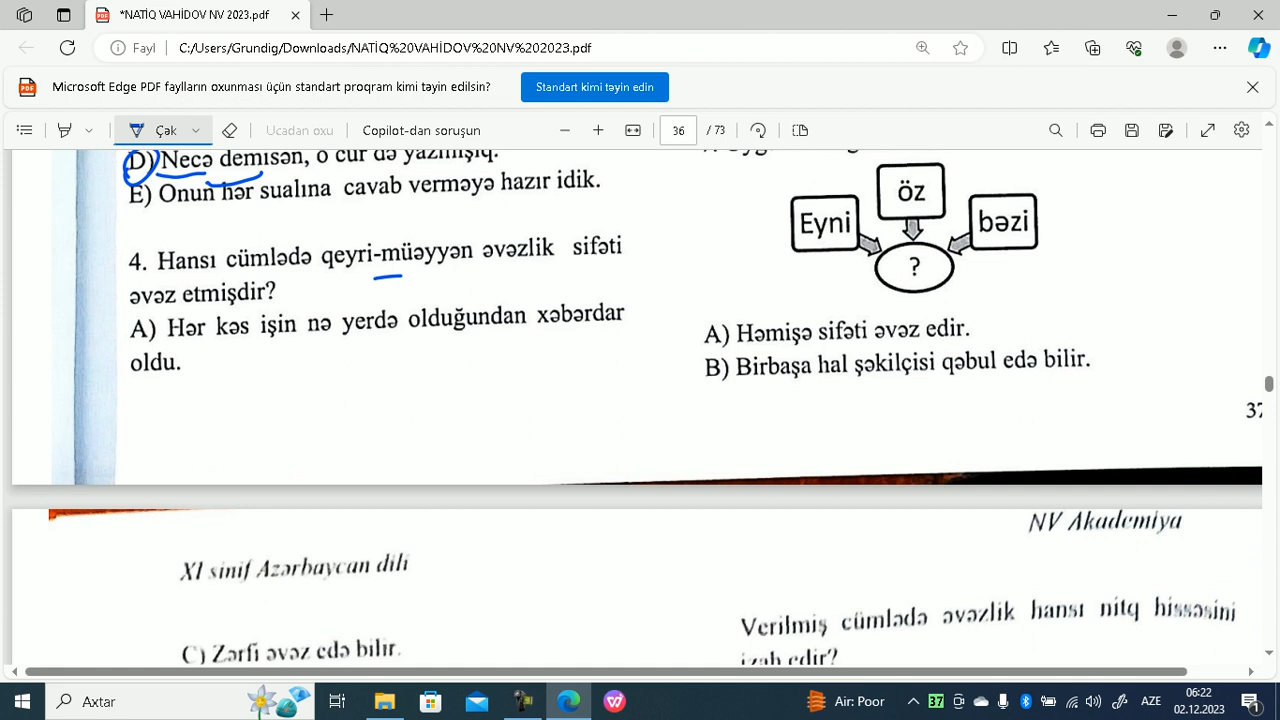 *NATİQ VAHİDOV NV 2023.pdf
Fayl C:/Users/Grundig/Downloads/NATİQ%20VAHİDOV%20NV%202023.pdf
Microsoft Edge PDF faylların oxunması üçün standart proqram kimi təyin edilsin? Standart kimi təyin edin
Çək Ucadan oxu Copilot-dan soruşun 36 / 73
D) Necə demisən, o cür də yazmışıq.
E) Onun hər sualına cavab verməyə hazır idik.
4. Hansı cümlədə qeyri-müəyyən əvəzlik sifəti
əvəz etmişdir?
A) Hər kəs işin nə yerdə olduğundan xəbərdar
oldu.
öz
Eyni
bəzi
?
A) Həmişə sifəti əvəz edir.
B) Birbaşa hal şəkilçisi qəbul edə bilir.
37
NV Akademiya
XI sinif Azərbaycan dili
Verilmiş cümlədə əvəzlik hansı nitq hissəsini
izah edir?
C) Zərfi əvəz edə bilir.
Axtar
Air: Poor 37 AZE 06:22
02.12.2023